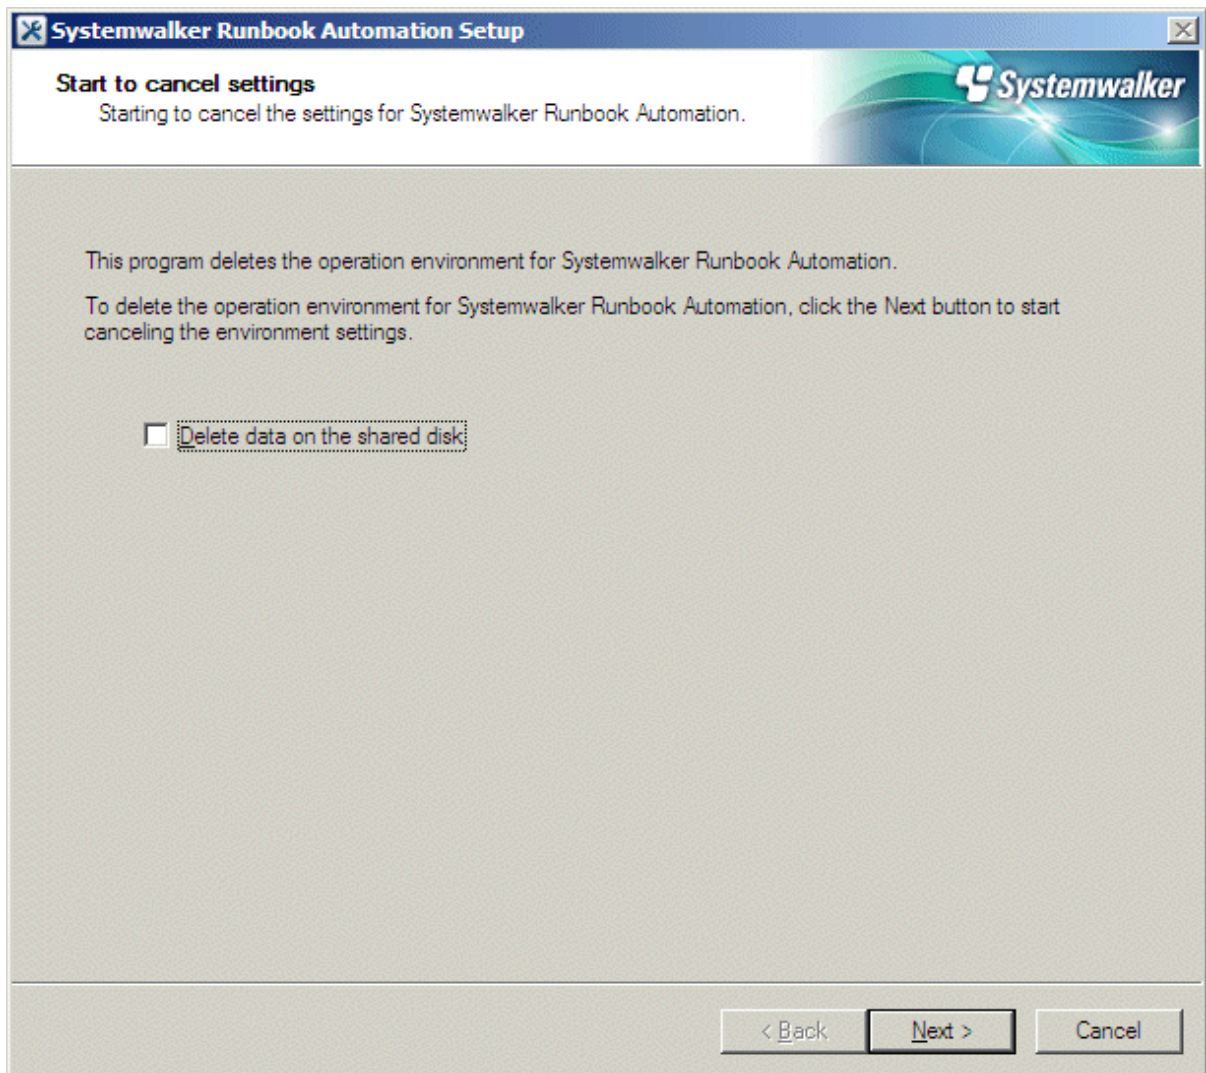 Systemwalker Runbook Automation Setup
Start to cancel settings
Starting to cancel the settings for Systemwalker Runbook Automation.
Systemwalker
This program deletes the operation environment for Systemwalker Runbook Automation.
To delete the operation environment for Systemwalker Runbook Automation, click the Next button to start
canceling the environment settings.
Delete data on the shared disk
< Back
Next >
Cancel